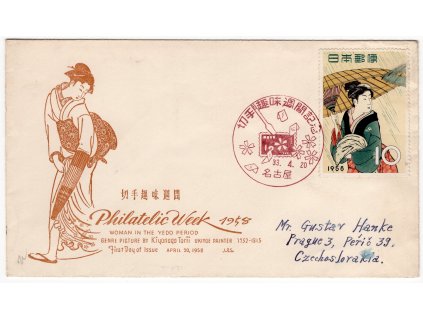 日本郵便
切手趣味週間記念
33.4.20
名古屋
1958
10
切手趣味週間
Philatelic Week 1958
WOMAN IN THE YEDO PERIOD
GENRE PICTURE BY Kiyonaga Torii UKIYOE PAINTER 1752-1815
First Day of Issue APRIL 20, 1958 J.P.S.
Mr. Gustav Hanke
Prague 3, Petřč 39.
Czechoslovakia.